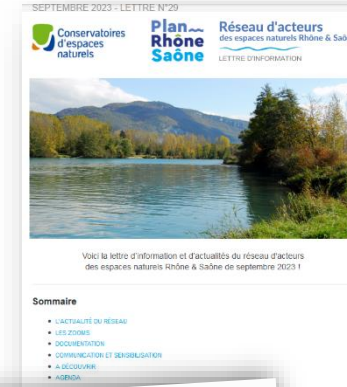 SEPTEMBRE 2023 - LETTRE N°29
Conservatoires
d'espaces
naturels
Plan
Rhône
Saône
Réseau d'acteurs
des espaces naturels Rhône & Saô
LETTRE D'INFORMATION
Voici la lettre d'information et d'actualités du réseau d'acteurs
des espaces naturels Rhône & Saône de septembre 2023 !
Sommaire
L'ACTUALITÉ DU RÉSEAU
LES ZOOMS
DOCUMENTATION
COMMUNICATION ET SENSIBILISATION
A DÉCOUVRIR
AGENDA